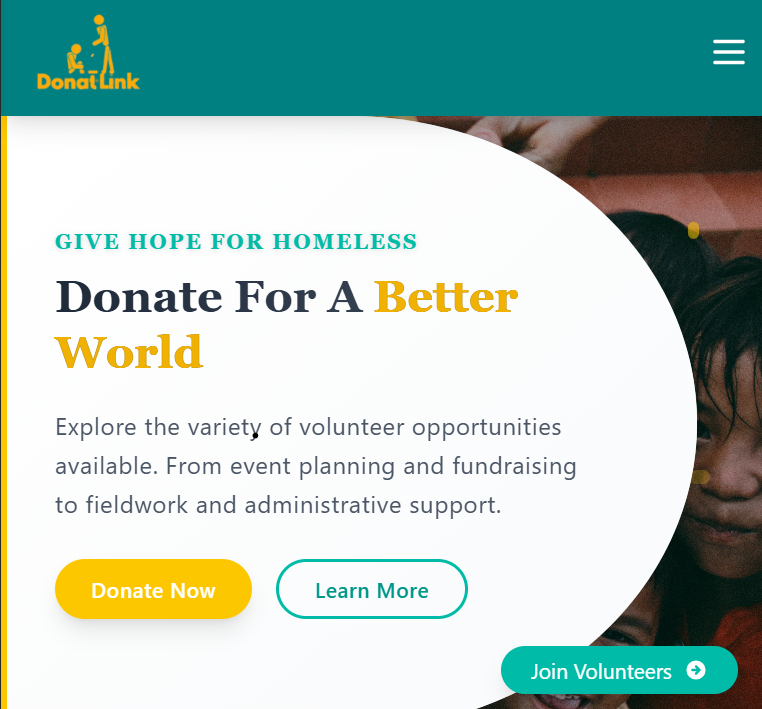 DonatLink
GIVE HOPE FOR HOMELESS
Donate For A Better
World
Explore the variety of volunteer opportunities
available. From event planning and fundraising
to fieldwork and administrative support.
Donate Now
Learn More
Join Volunteers